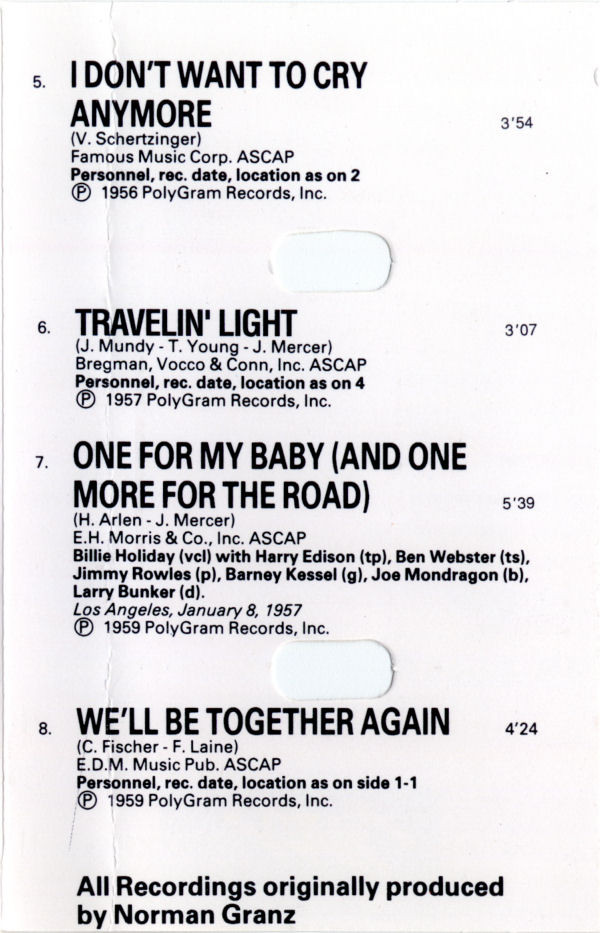 5. I DON'T WANT TO CRY
ANYMORE 3'54
(V. Schertzinger)
Famous Music Corp. ASCAP
Personnel, rec. date, location as on 2
Ⓟ 1956 PolyGram Records, Inc.
6. TRAVELIN' LIGHT 3'07
(J. Mundy - T. Young - J. Mercer)
Bregman, Vocco & Conn, Inc. ASCAP
Personnel, rec. date, location as on 4
Ⓟ 1957 PolyGram Records, Inc.
7. ONE FOR MY BABY (AND ONE
MORE FOR THE ROAD) 5'39
(H. Arlen - J. Mercer)
E.H. Morris & Co., Inc. ASCAP
Billie Holiday (vcl) with Harry Edison (tp), Ben Webster (ts),
Jimmy Rowles (p), Barney Kessel (g), Joe Mondragon (b),
Larry Bunker (d).
Los Angeles, January 8, 1957
Ⓟ 1959 PolyGram Records, Inc.
8. WE'LL BE TOGETHER AGAIN 4'24
(C. Fischer - F. Laine)
E.D.M. Music Pub. ASCAP
Personnel, rec. date, location as on side 1-1
Ⓟ 1959 PolyGram Records, Inc.
All Recordings originally produced
by Norman Granz